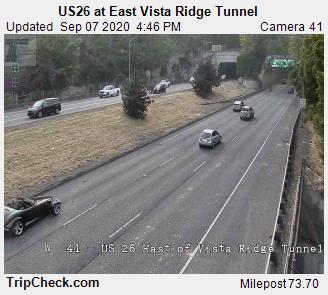 US26 at East Vista Ridge Tunnel
Updated Sep 07 2020 4:46 PM Camera 41
W 41 US 26 East of Vista Ridge Tunnel
TripCheck.com Milepost 73.70